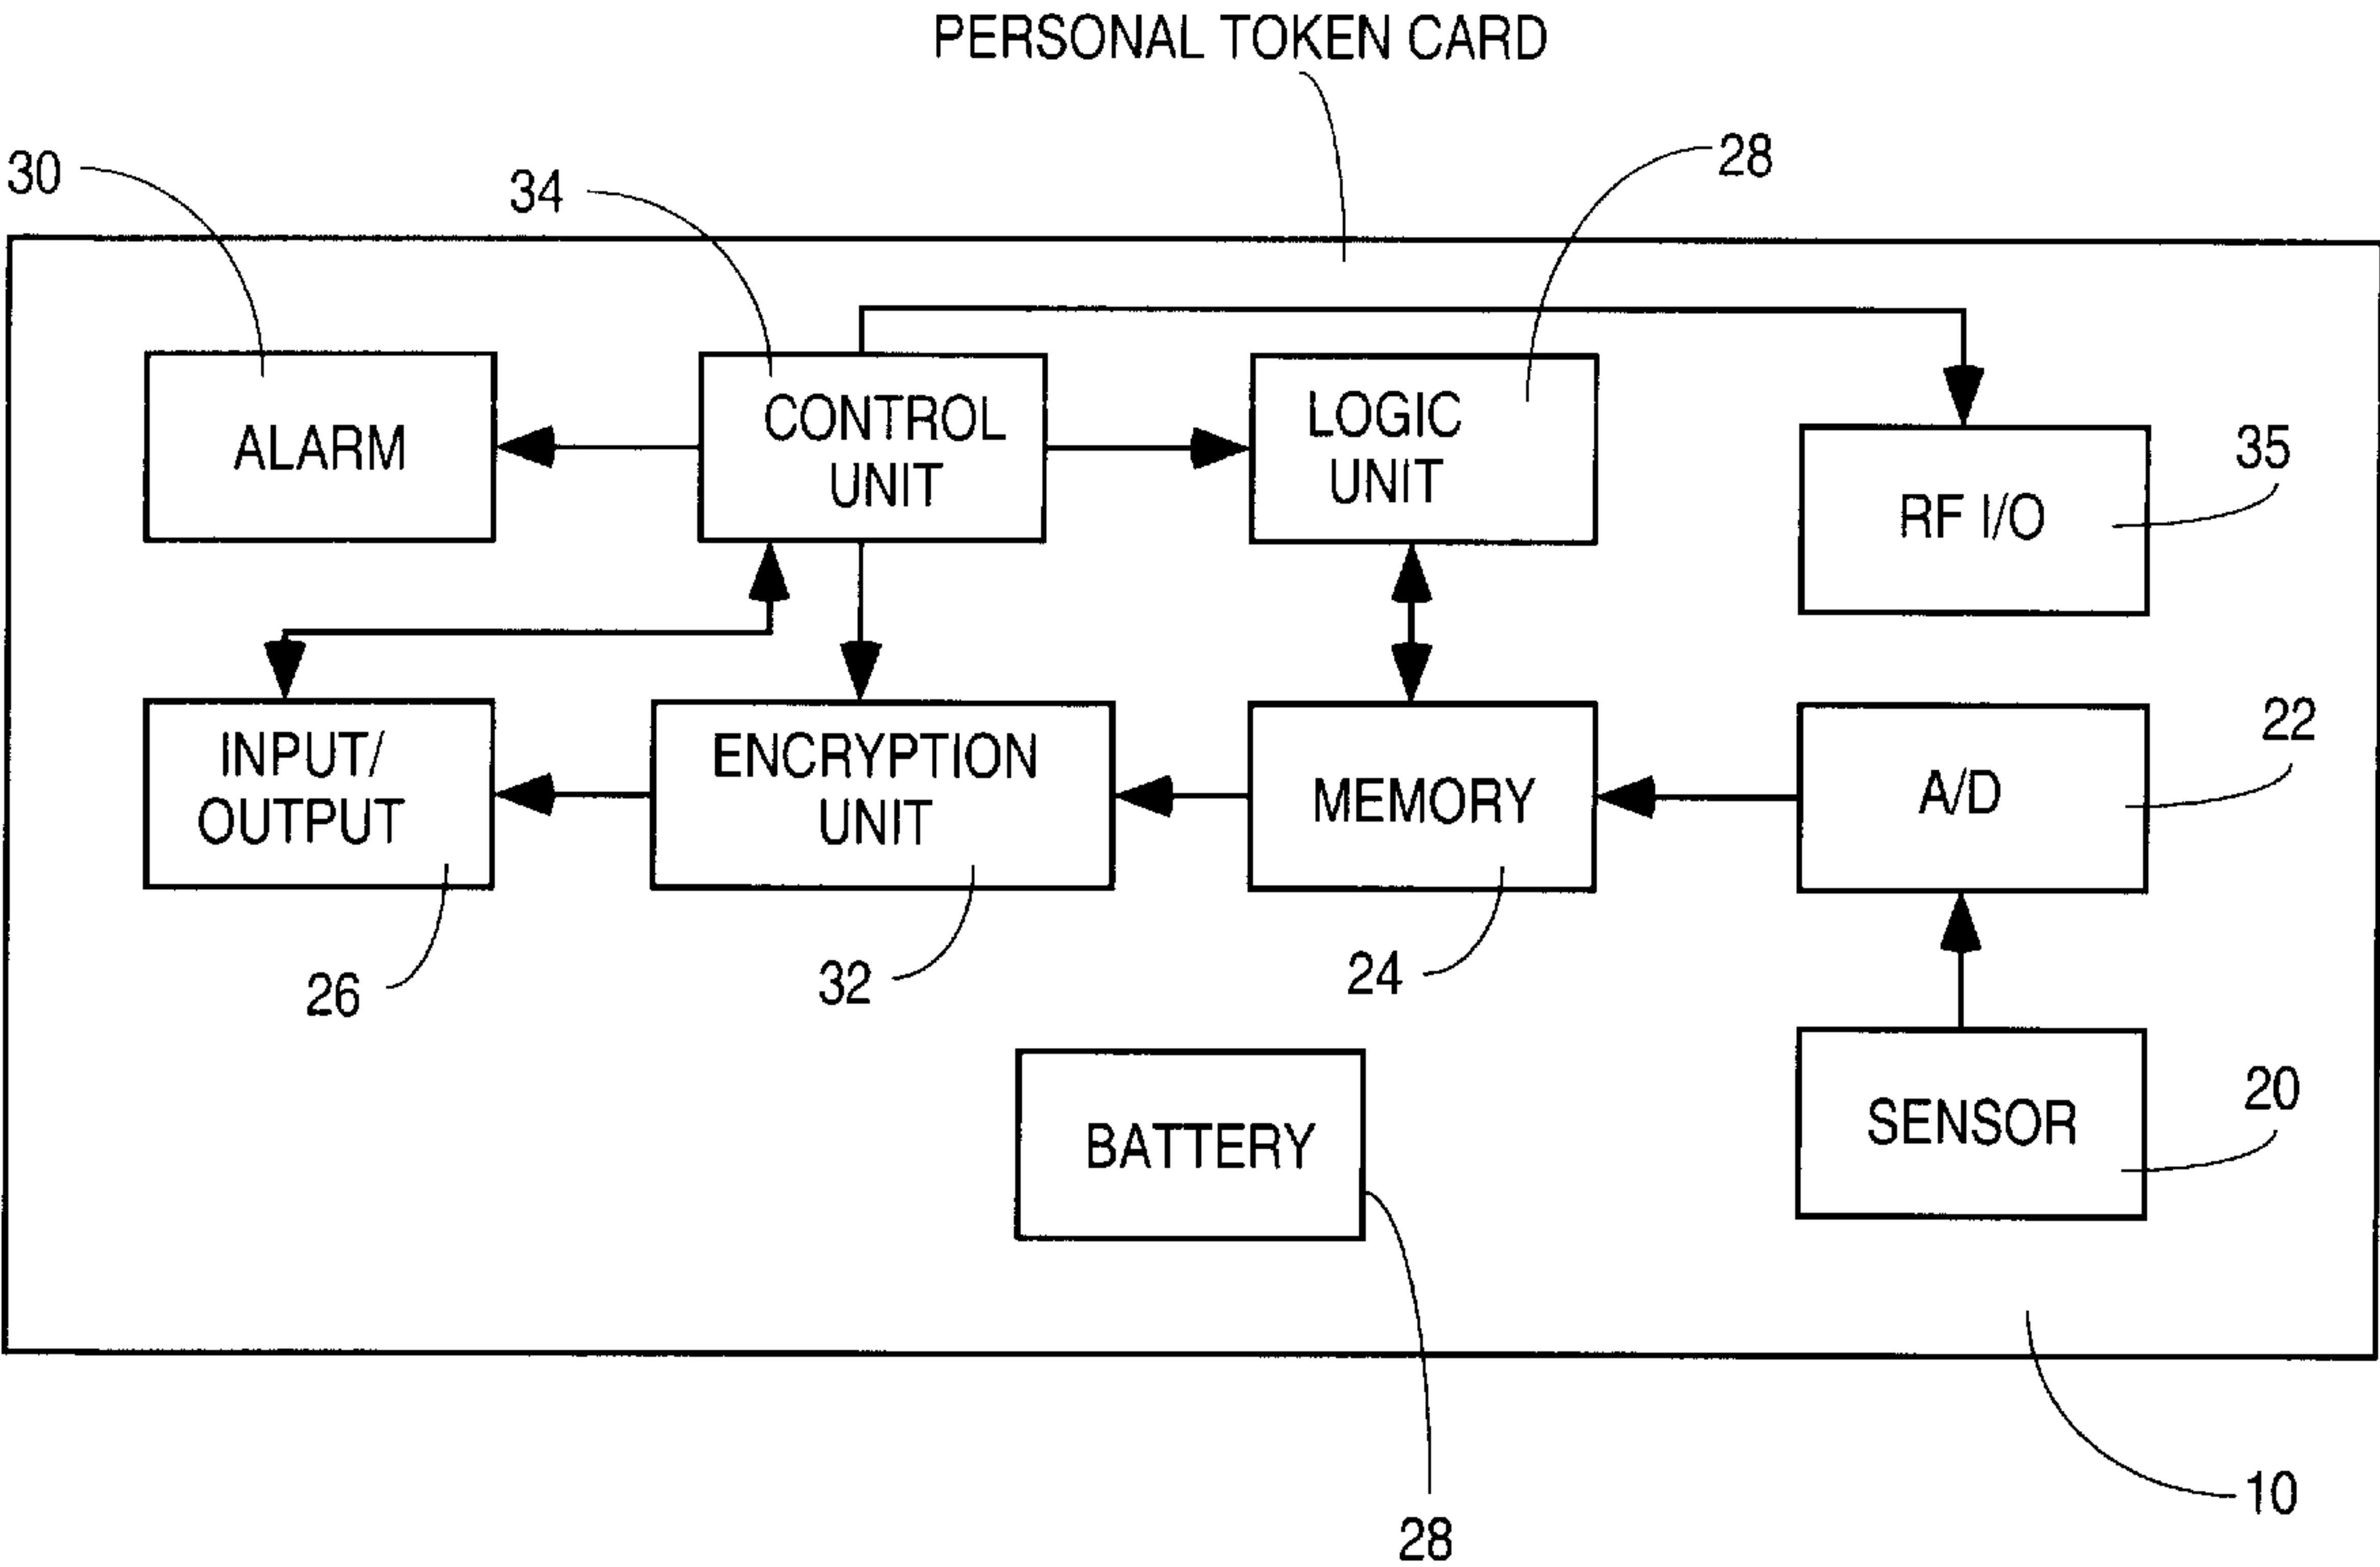 PERSONAL TOKEN CARD
30
34
28
ALARM
CONTROL
UNIT
LOGIC
UNIT
RF I/O
35
INPUT/
OUTPUT
ENCRYPTION
UNIT
MEMORY
A/D
22
26
32
24
BATTERY
SENSOR
20
28
10